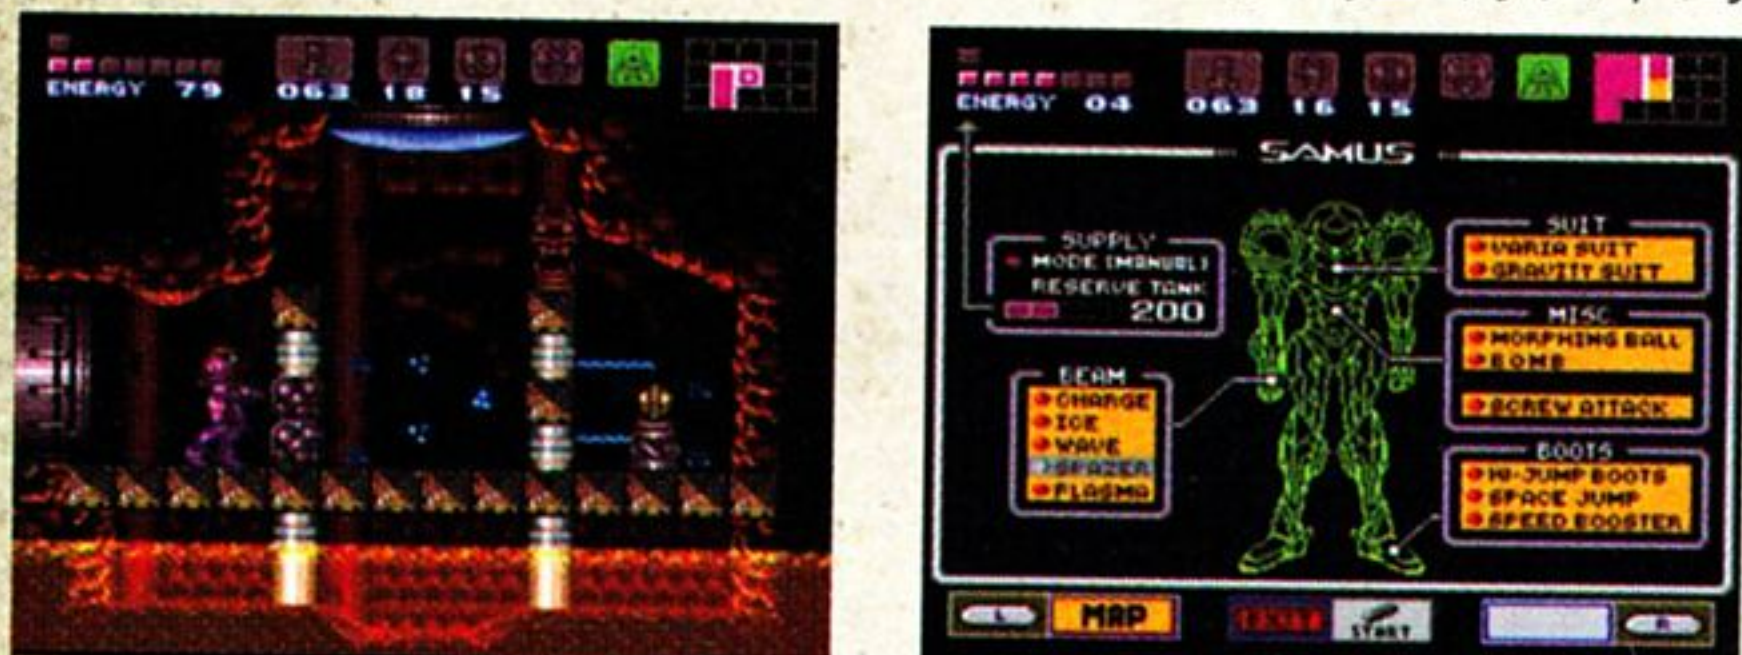 ENERGY 79
063 18 15
ENERGY 04
063 16 15
SAMUS
SUPPLY
MODE [MANUAL]
RESERVE TANK
200
BEAM
CHARGE
ICE
WAVE
SPAZER
PLASMA
SUIT
VARIA SUIT
GRAVITY SUIT
MISC
MORPHING BALL
BOMB
SCREW ATTACK
BOOTS
HI-JUMP BOOTS
SPACE JUMP
SPEED BOOSTER
L
MAP
EXIT
START
R